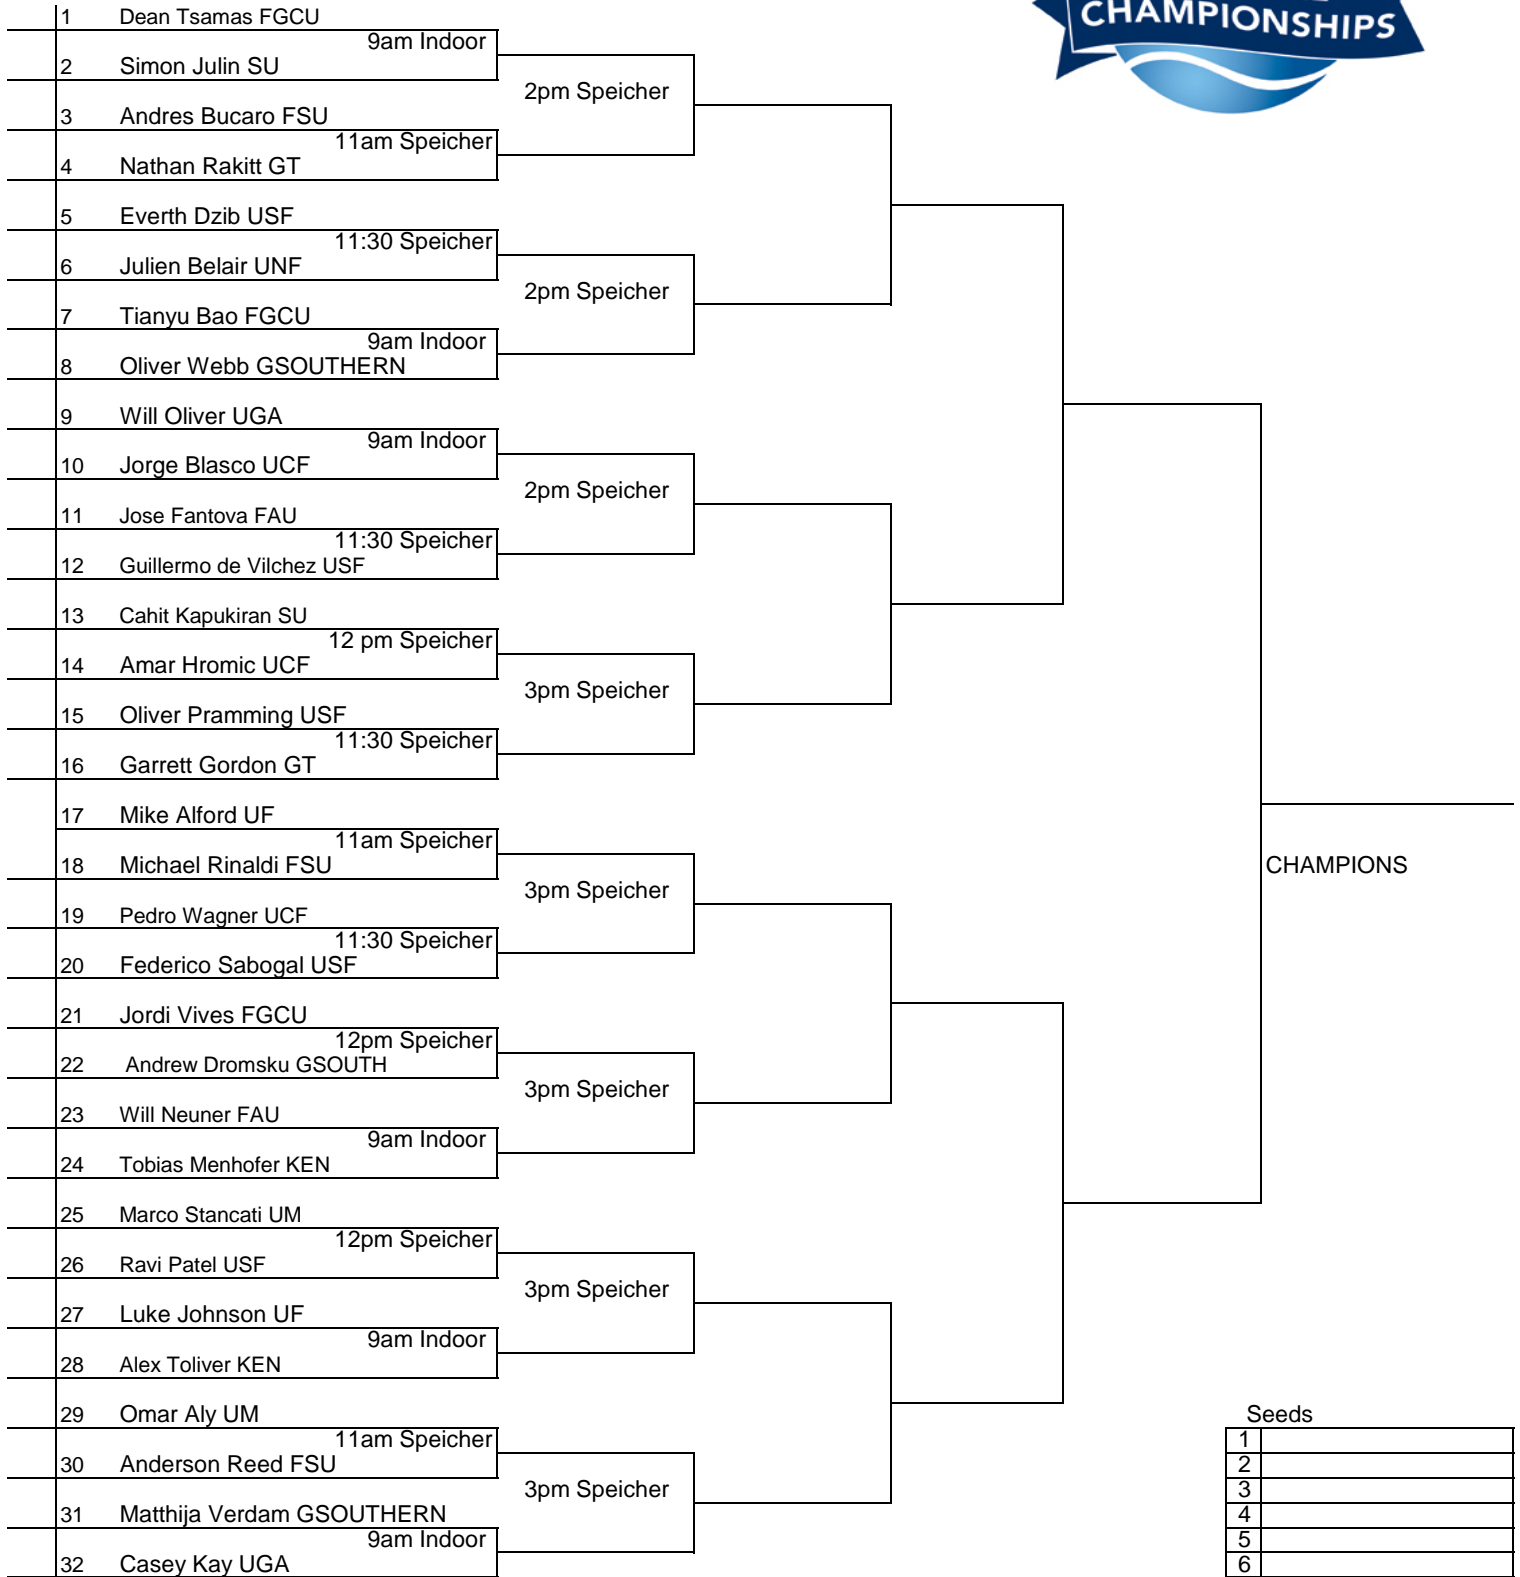 CHAMPIONSHIPS
1 Dean Tsamas FGCU
9am Indoor
2 Simon Julin SU
2pm Speicher
3 Andres Bucaro FSU
11am Speicher
4 Nathan Rakitt GT
5 Everth Dzib USF
11:30 Speicher
6 Julien Belair UNF
2pm Speicher
7 Tianyu Bao FGCU
9am Indoor
8 Oliver Webb GSOUTHERN
9 Will Oliver UGA
9am Indoor
10 Jorge Blasco UCF
2pm Speicher
11 Jose Fantova FAU
11:30 Speicher
12 Guillermo de Vilchez USF
13 Cahit Kapukiran SU
12 pm Speicher
14 Amar Hromic UCF
3pm Speicher
15 Oliver Pramming USF
11:30 Speicher
16 Garrett Gordon GT
17 Mike Alford UF
11am Speicher
18 Michael Rinaldi FSU
CHAMPIONS
3pm Speicher
19 Pedro Wagner UCF
11:30 Speicher
20 Federico Sabogal USF
21 Jordi Vives FGCU
12pm Speicher
22 Andrew Dromsku GSOUTH
3pm Speicher
23 Will Neuner FAU
9am Indoor
24 Tobias Menhofer KEN
25 Marco Stancati UM
12pm Speicher
26 Ravi Patel USF
3pm Speicher
27 Luke Johnson UF
9am Indoor
28 Alex Toliver KEN
29 Omar Aly UM
11am Speicher
30 Anderson Reed FSU
3pm Speicher
31 Matthija Verdam GSOUTHERN
9am Indoor
32 Casey Kay UGA
Seeds
1
2
3
4
5
6